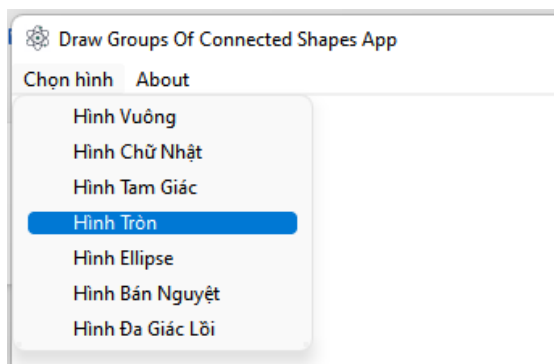 Draw Groups Of Connected Shapes App
Chọn hình About
Hình Vuông
Hình Chữ Nhật
Hình Tam Giác
Hình Tròn
Hình Ellipse
Hình Bán Nguyệt
Hình Đa Giác Lồi